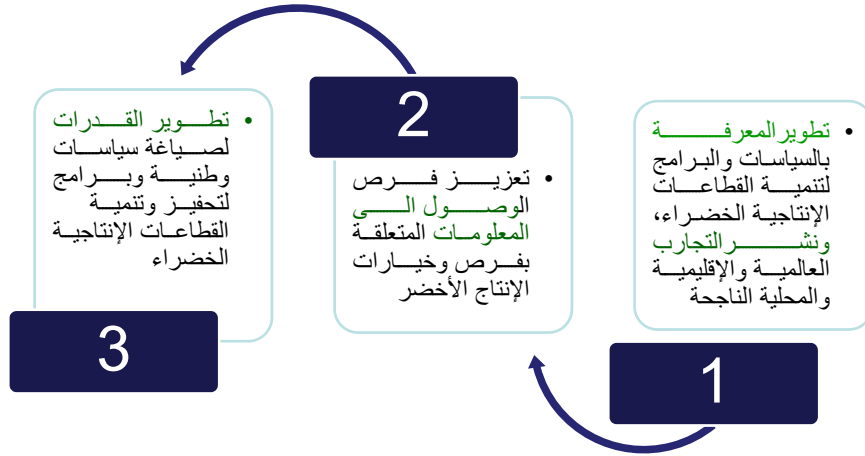 • تطوير المعرفة
بالسياسات والبرامج
لتنمية القطاعات
الإنتاجية الخضراء،
ونشر التجارب
العالمية والإقليمية
والمحلية الناجحة
1
2
• تعزيز فرص
الوصول الى
المعلومات المتعلقة
بفرص وخيارات
الإنتاج الأخضر
• تطوير القدرات
لصياغة سياسات
وطنية وبرامج
لتحفيز وتنمية
القطاعات الإنتاجية
الخضراء
3